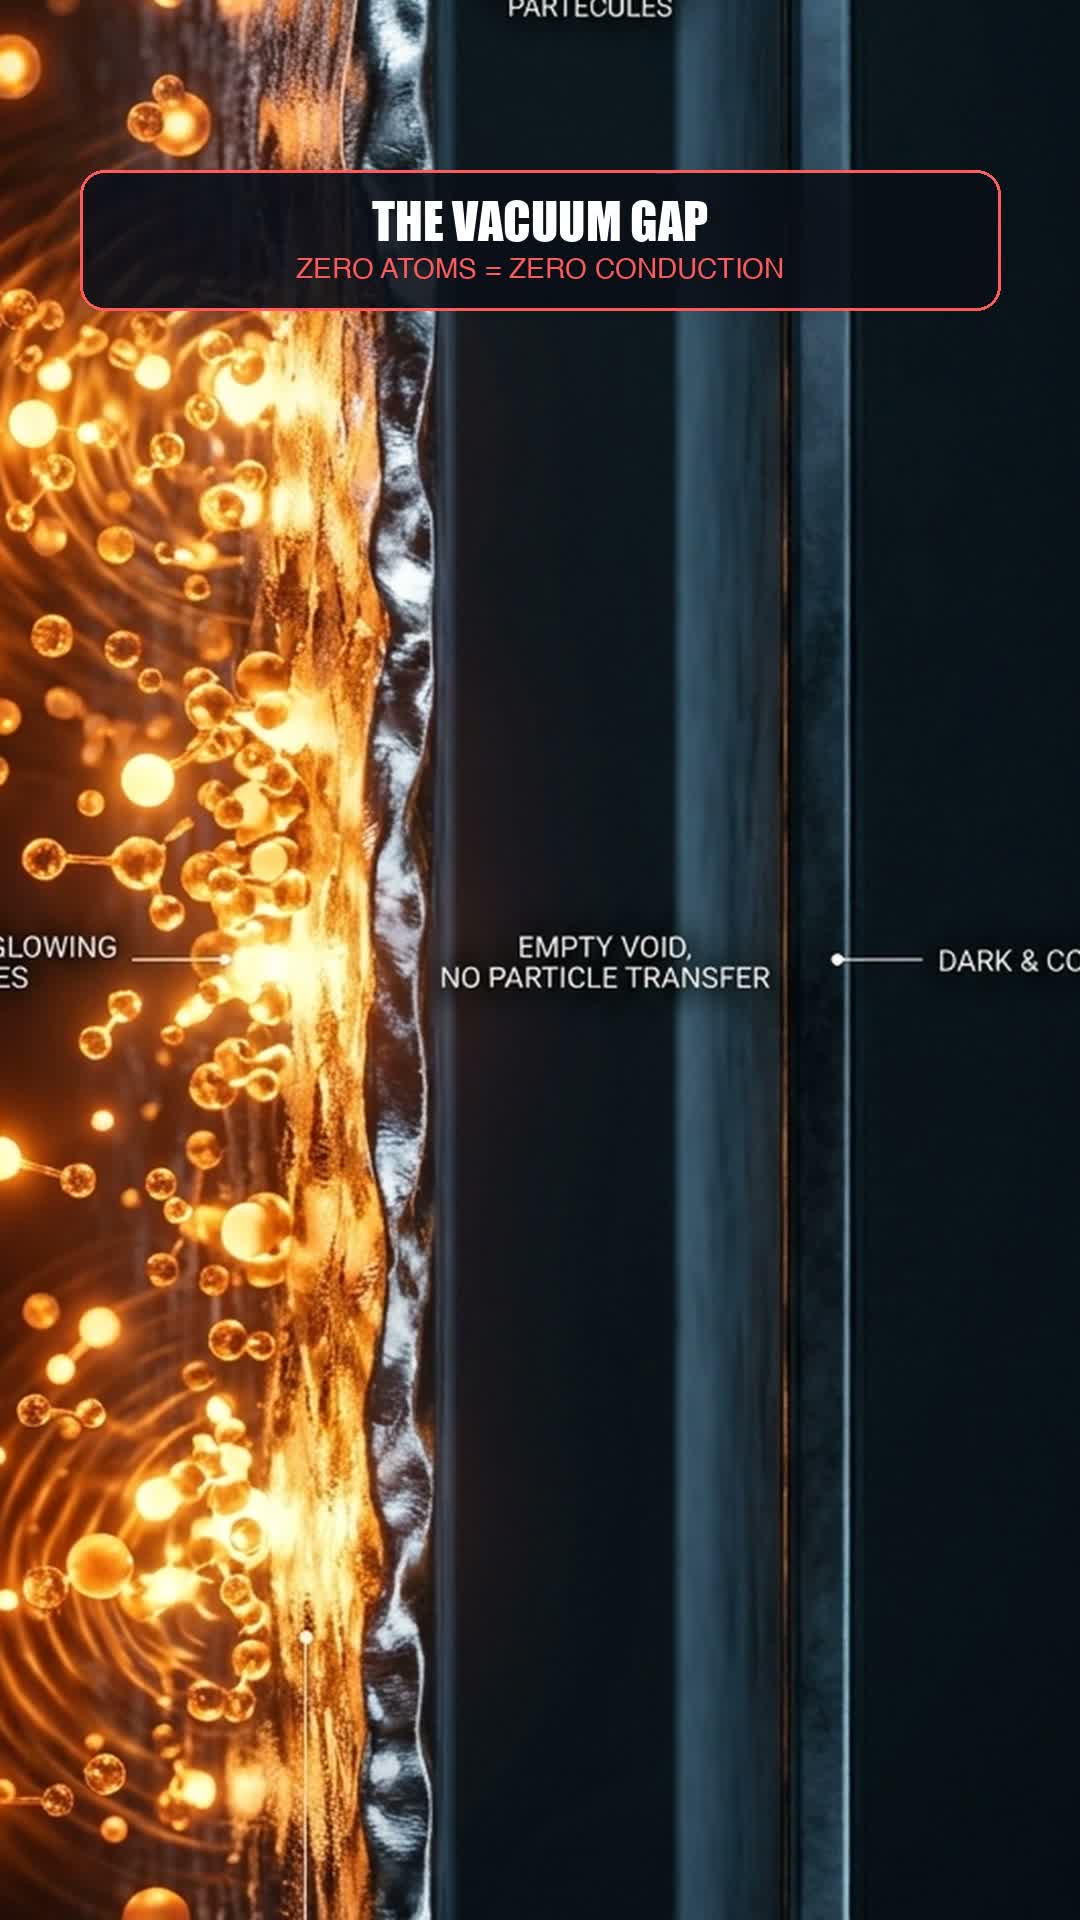 PARTECULES
THE VACUUM GAP
ZERO ATOMS = ZERO CONDUCTION
GLOWING
ES
EMPTY VOID,
NO PARTICLE TRANSFER
DARK & CO